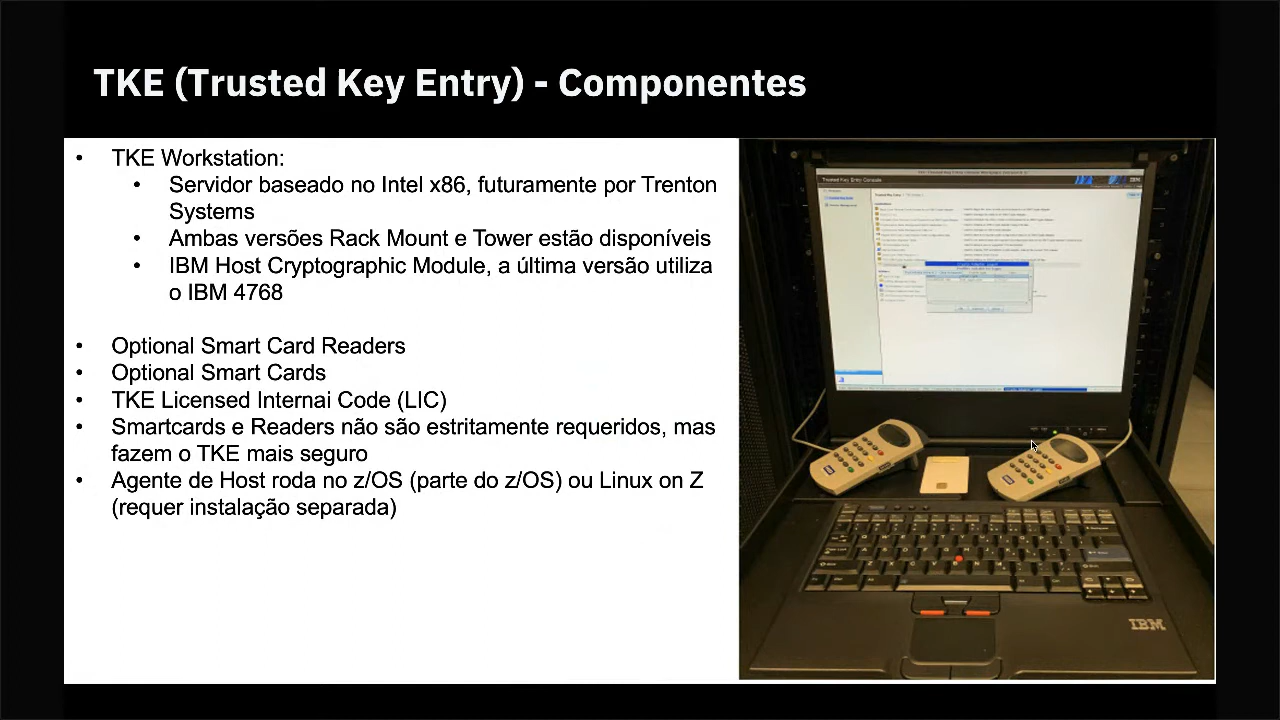 TKE (Trusted Key Entry) - Componentes
• TKE Workstation:
• Servidor baseado no Intel x86, futuramente por Trenton
Systems
• Ambas versões Rack Mount e Tower estão disponíveis
• IBM Host Cryptographic Module, a última versão utiliza
o IBM 4768
• Optional Smart Card Readers
• Optional Smart Cards
• TKE Licensed Internal Code (LIC)
• Smartcards e Readers não são estritamente requeridos, mas
fazem o TKE mais seguro
• Agente de Host roda no z/OS (parte do z/OS) ou Linux on Z
(requer instalação separada)
Trusted Key Entry Console
IBM
IBM